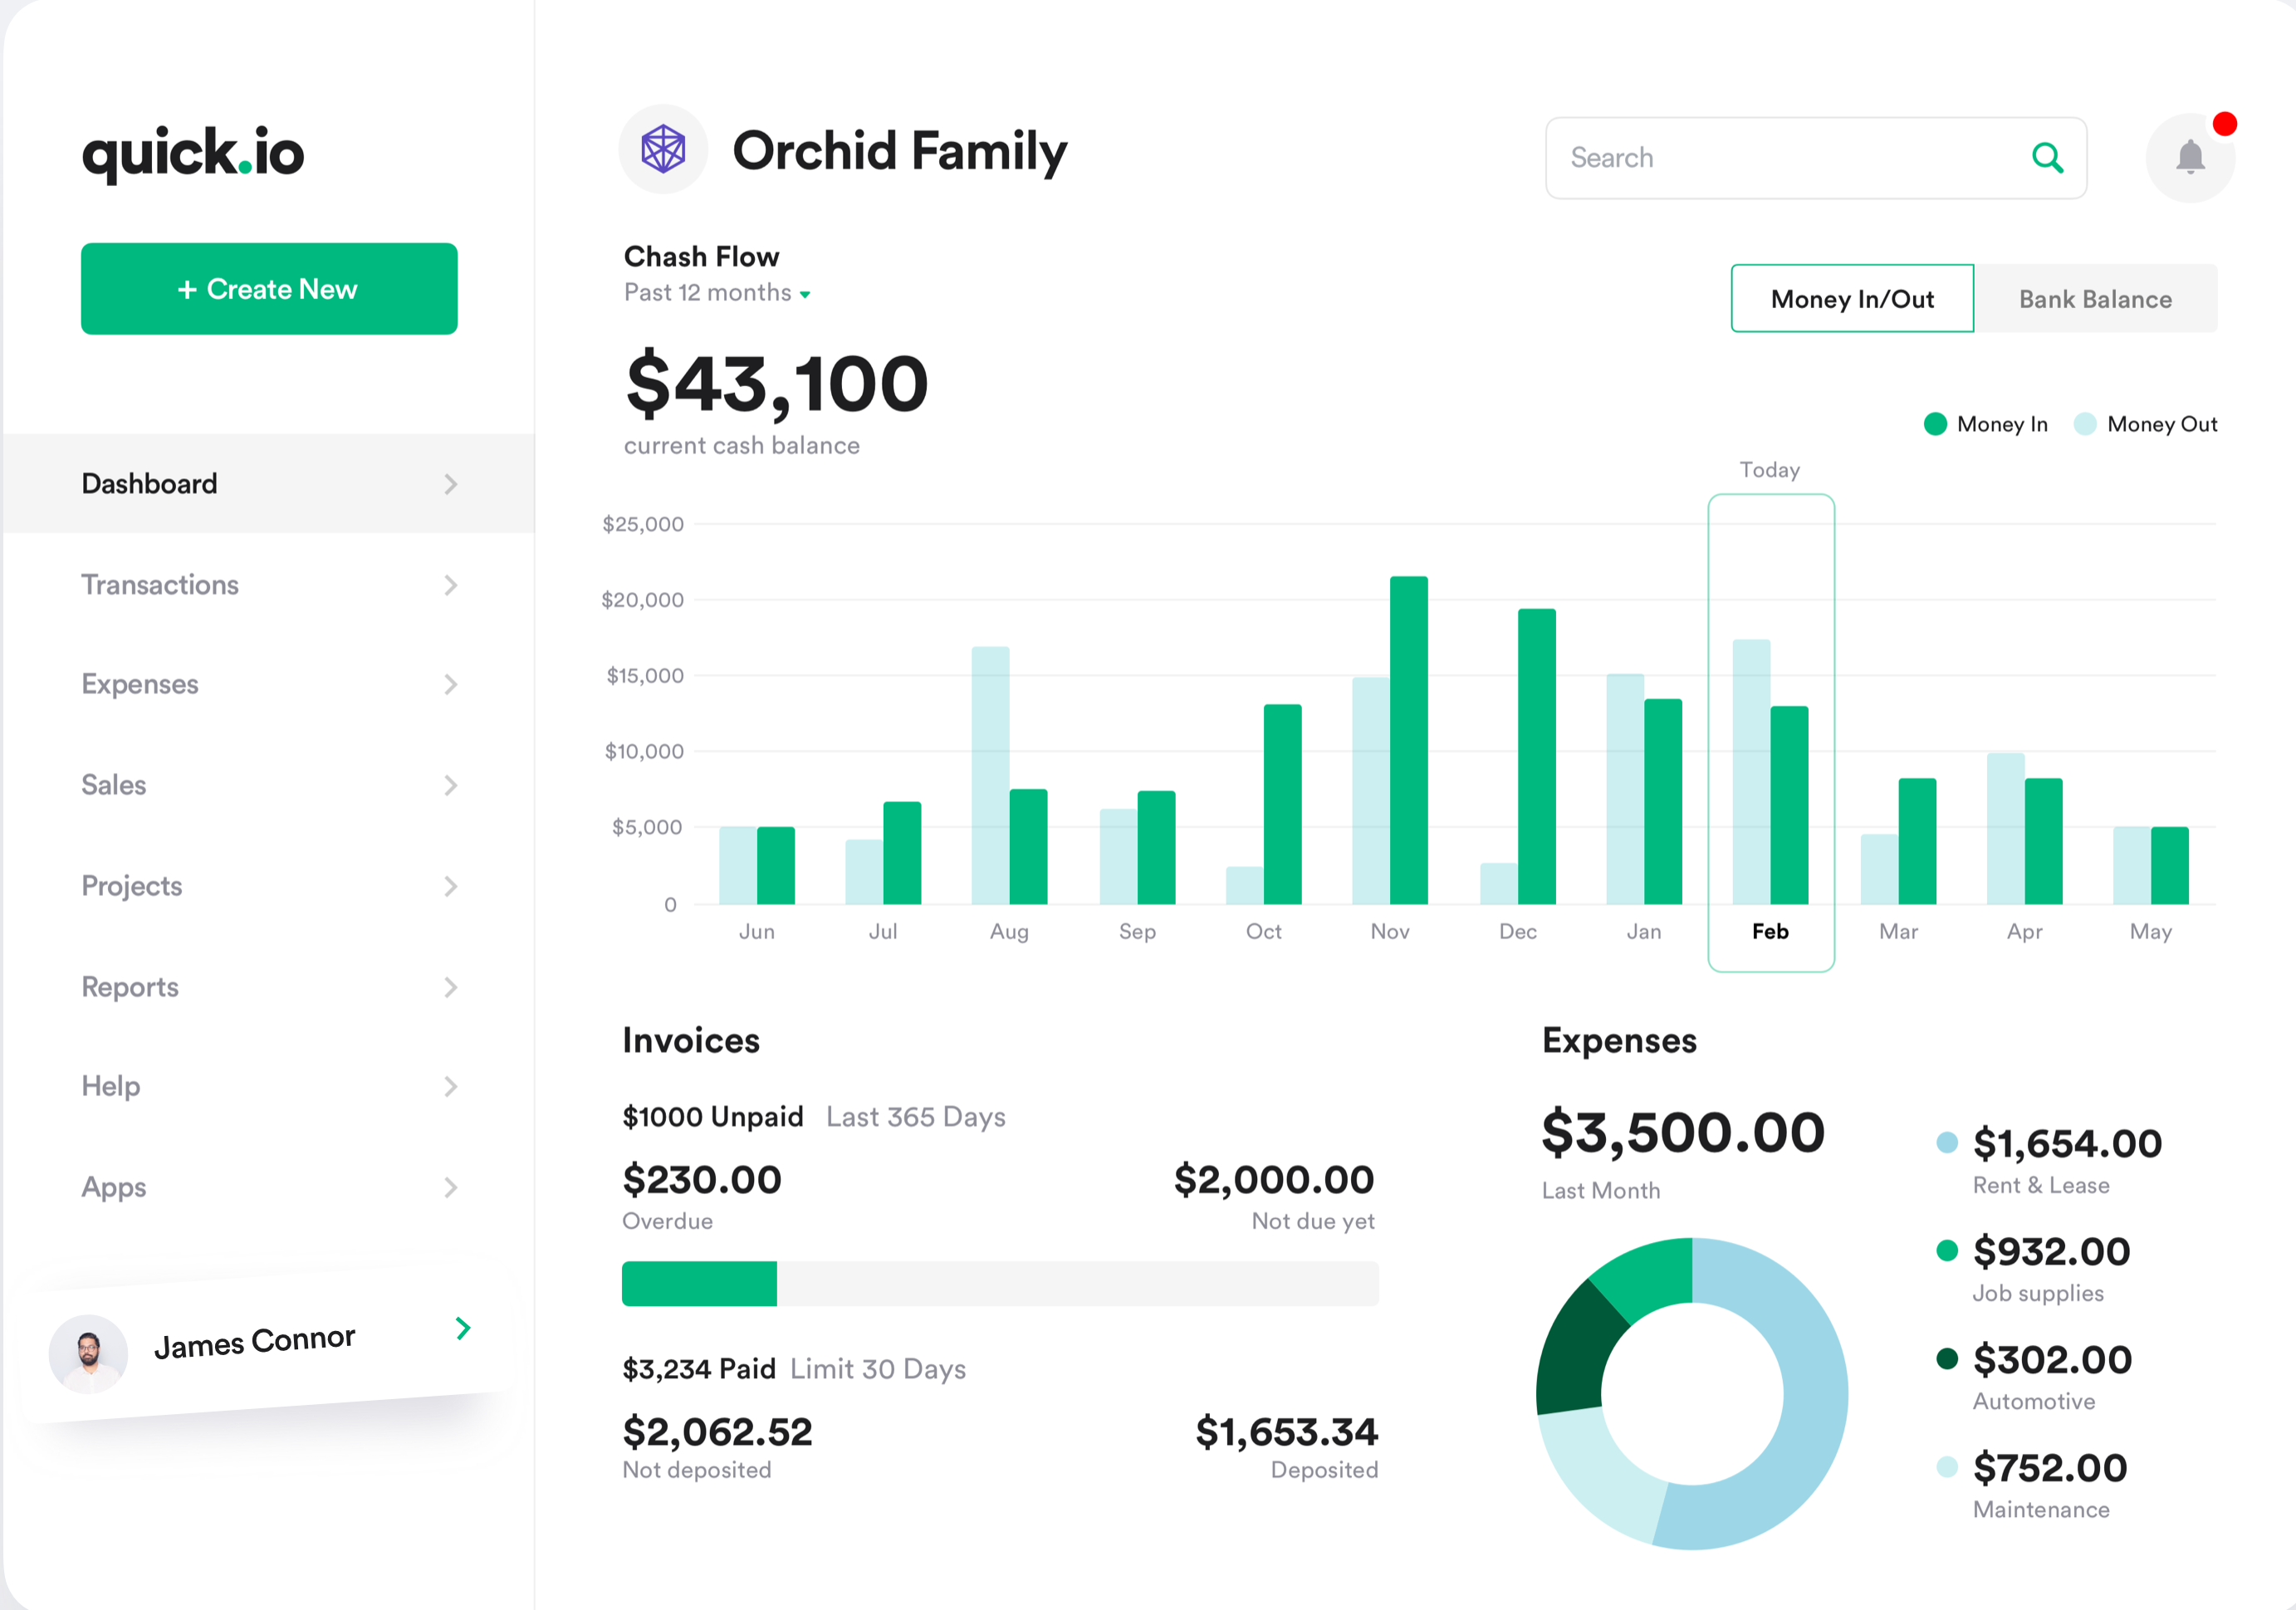 quick.io
+ Create New
Dashboard
Transactions
Expenses
Sales
Projects
Reports
Help
Apps
James Connor
Orchid Family
Search
Chash Flow
Past 12 months
Money In/Out
Bank Balance
$43,100
current cash balance
Money In
Money Out
Today
$25,000
$20,000
$15,000
$10,000
$5,000
0
Jun Jul Aug Sep Oct Nov Dec Jan Feb Mar Apr May
Invoices
$1000 Unpaid Last 365 Days
$230.00 $2,000.00
Overdue Not due yet
$3,234 Paid Limit 30 Days
$2,062.52 $1,653.34
Not deposited Deposited
Expenses
$3,500.00
Last Month
$1,654.00
Rent & Lease
$932.00
Job supplies
$302.00
Automotive
$752.00
Maintenance